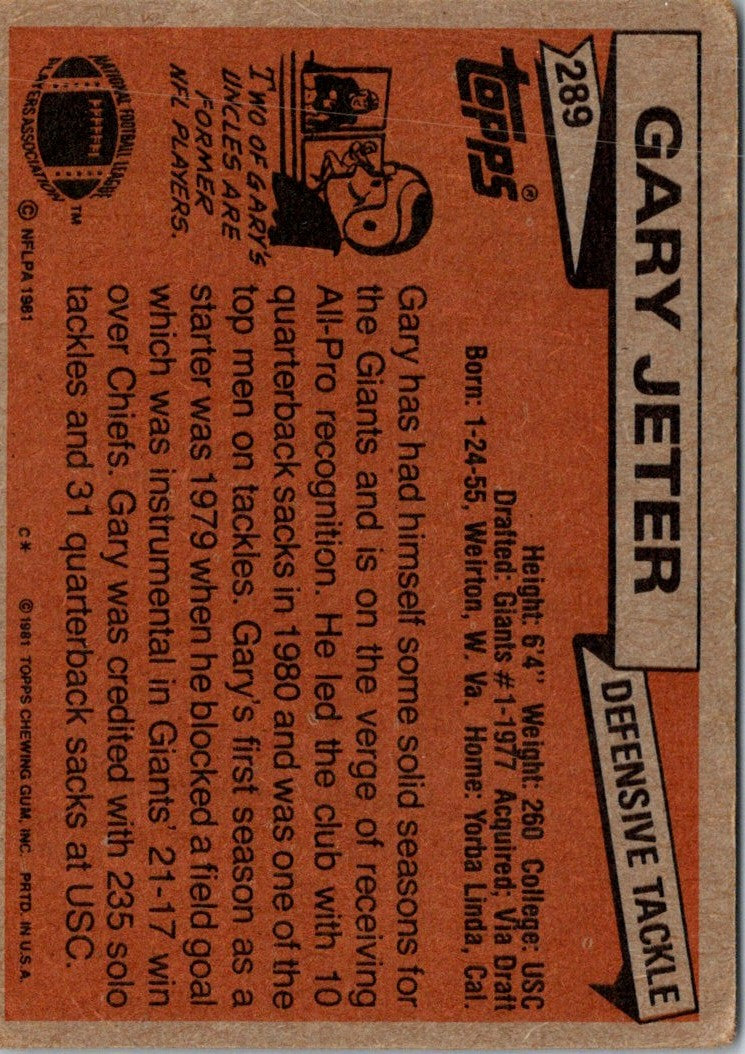 GARY JETER
289
DEFENSIVE TACKLE
TOPPS®
Height: 6'4" Weight: 260 College: USC
Drafted: Giants #1-1977 Acquired; Via Draft
Born: 1-24-55, Weirton, W. Va. Home: Yorba Linda, Cal.
TWO OF GARY'S
UNCLES ARE
FORMER
NFL PLAYERS.
Gary has had himself some solid seasons for
the Giants and is on the verge of receiving
All-Pro recognition. He led the club with 10
quarterback sacks in 1980 and was one of the
top men on tackles. Gary's first season as a
starter was 1979 when he blocked a field goal
which was instrumental in Giants' 21-17 win
over Chiefs. Gary was credited with 235 solo
tackles and 31 quarterback sacks at USC.
NATIONAL FOOTBALL LEAGUE
PLAYERS ASSOCIATION
TM
© NFLPA 1981
C* ©1981 TOPPS CHEWING GUM, INC. PRTD. IN U.S.A.